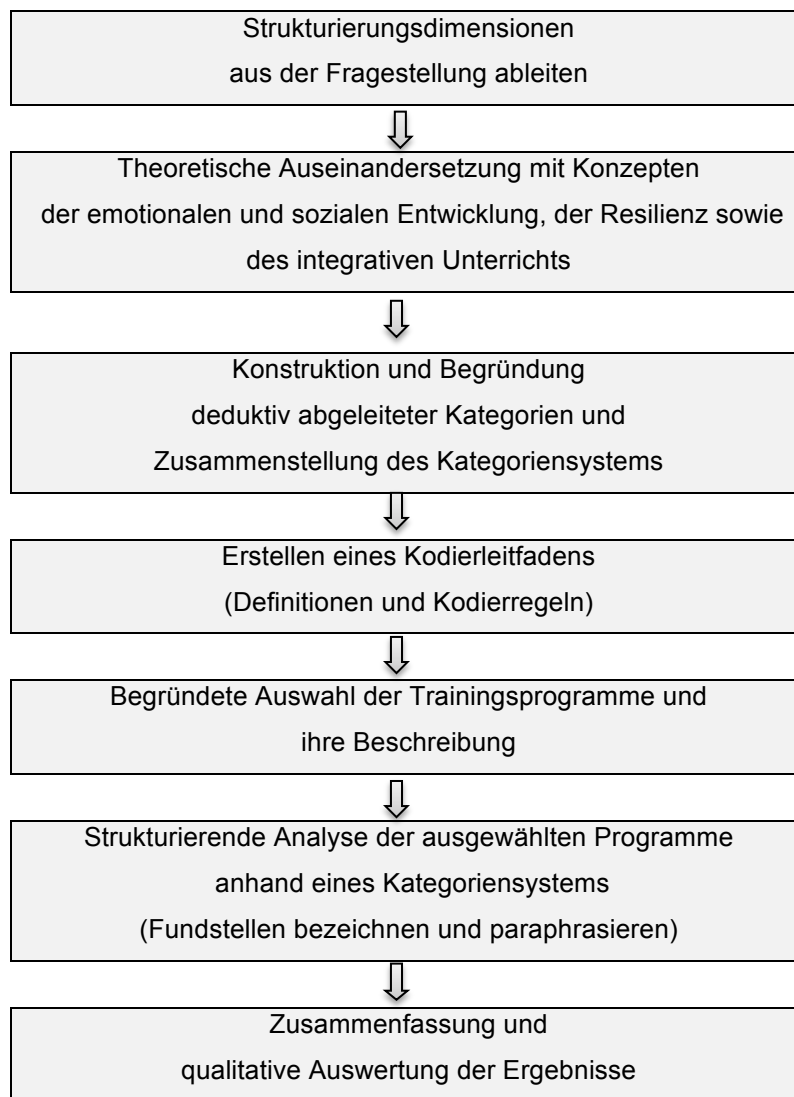 Strukturierungsdimensionen
aus der Fragestellung ableiten
Theoretische Auseinandersetzung mit Konzepten
der emotionalen und sozialen Entwicklung, der Resilienz sowie
des integrativen Unterrichts
Konstruktion und Begründung
deduktiv abgeleiteter Kategorien und
Zusammenstellung des Kategoriensystems
Erstellen eines Kodierleitfadens
(Definitionen und Kodierregeln)
Begründete Auswahl der Trainingsprogramme und
ihre Beschreibung
Strukturierende Analyse der ausgewählten Programme
anhand eines Kategoriensystems
(Fundstellen bezeichnen und paraphrasieren)
Zusammenfassung und
qualitative Auswertung der Ergebnisse